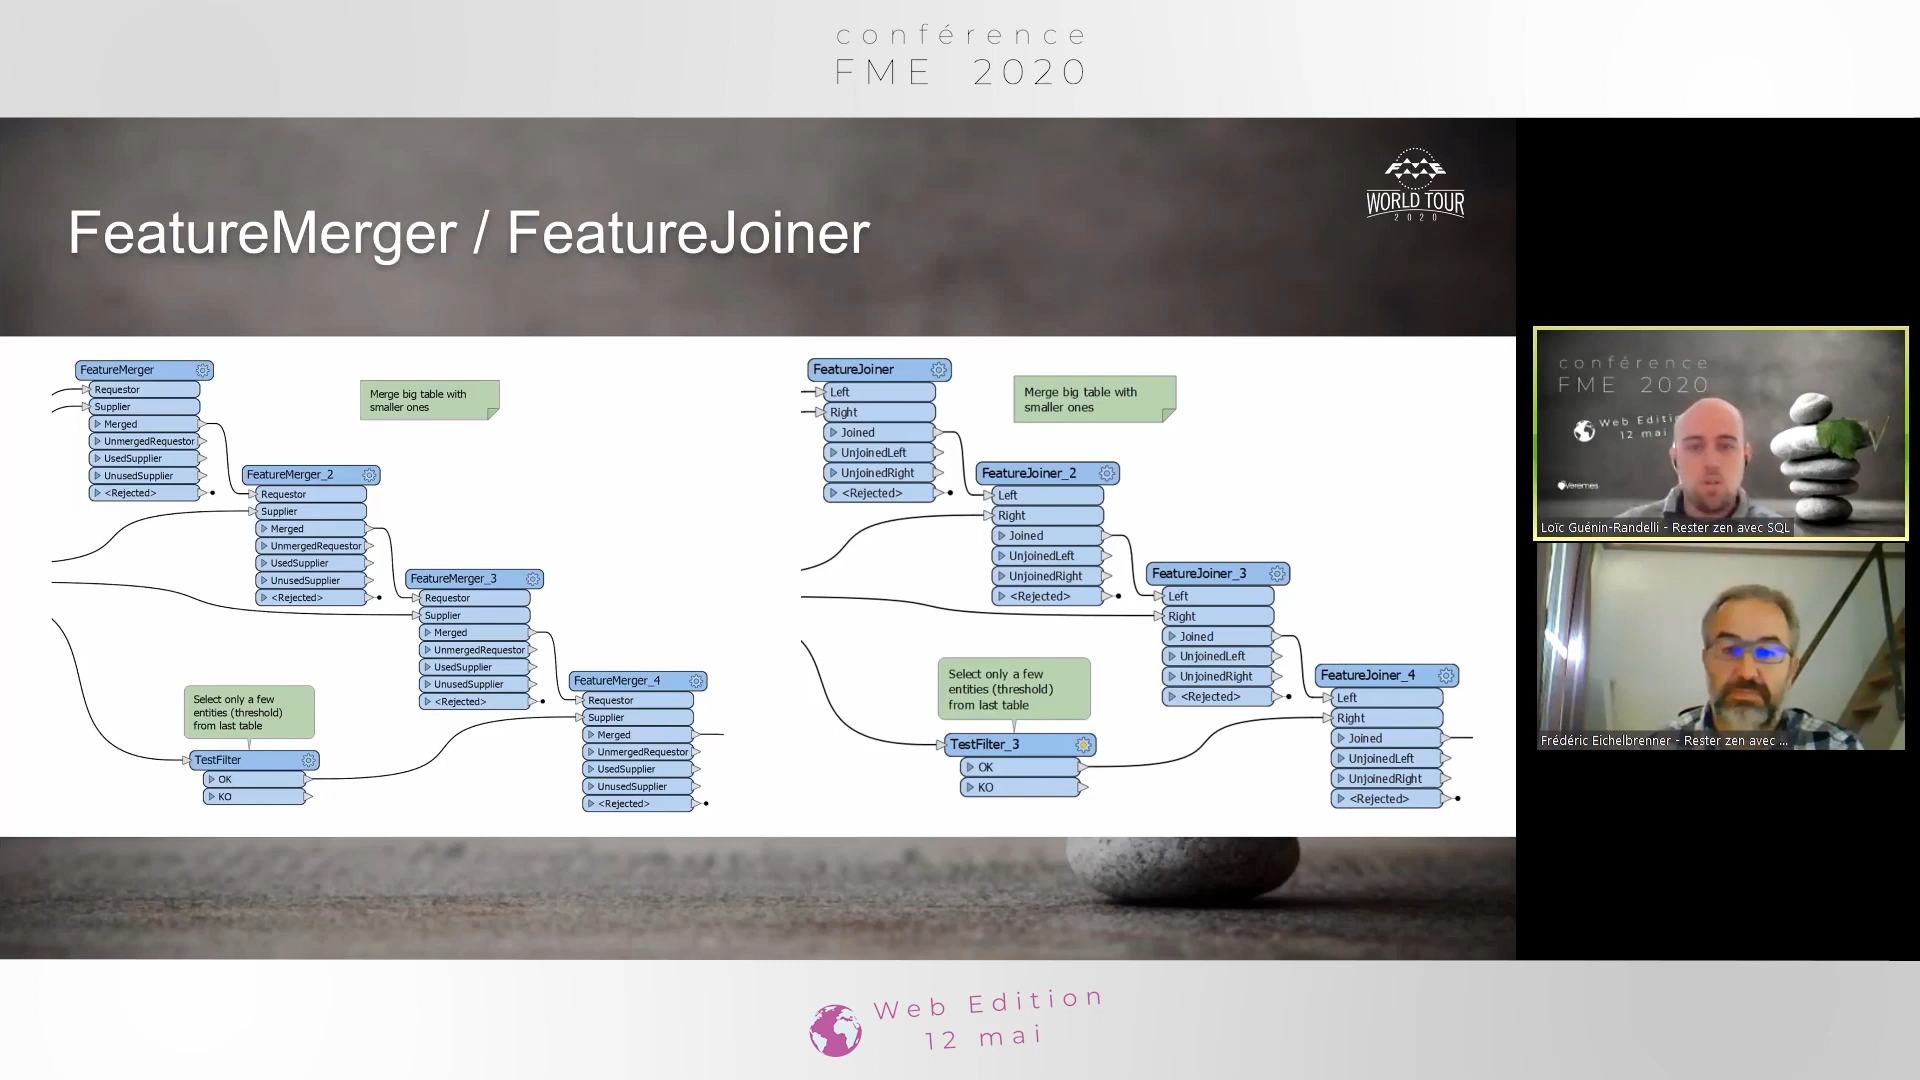 conférence
FME 2020
FeatureMerger / FeatureJoiner
FME
WORLD TOUR
2020
FeatureMerger
Requestor
Supplier
Merged
UnmergedRequestor
UsedSupplier
UnusedSupplier
<Rejected>
Merge big table with
smaller ones
FeatureMerger_2
Requestor
Supplier
Merged
UnmergedRequestor
UsedSupplier
UnusedSupplier
<Rejected>
FeatureMerger_3
Requestor
Supplier
Merged
UnmergedRequestor
UsedSupplier
UnusedSupplier
<Rejected>
FeatureMerger_4
Requestor
Supplier
Merged
UnmergedRequestor
UsedSupplier
UnusedSupplier
<Rejected>
Select only a few
entities (threshold)
from last table
TestFilter
OK
KO
FeatureJoiner
Left
Right
Joined
UnjoinedLeft
UnjoinedRight
<Rejected>
Merge big table with
smaller ones
FeatureJoiner_2
Left
Right
Joined
UnjoinedLeft
UnjoinedRight
<Rejected>
FeatureJoiner_3
Left
Right
Joined
UnjoinedLeft
UnjoinedRight
<Rejected>
FeatureJoiner_4
Left
Right
Joined
UnjoinedLeft
UnjoinedRight
<Rejected>
Select only a few
entities (threshold)
from last table
TestFilter_3
OK
KO
conférence
FME 2020
Web Editi
12 mai
Veremes
Loïc Guénin-Randelli - Rester zen avec SQL
Frédéric Eichelbrenner - Rester zen avec ...
Web Edition
12 mai